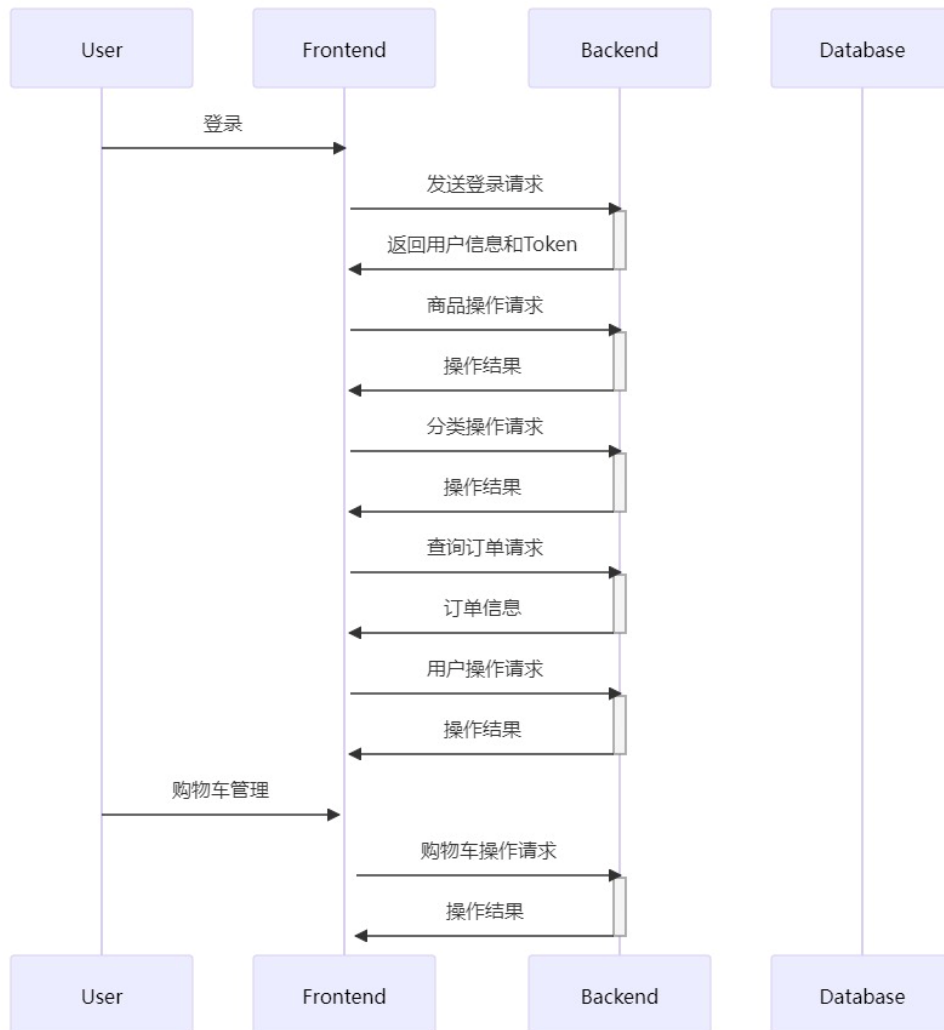 User
Frontend
Backend
Database
登录
发送登录请求
返回用户信息和Token
商品操作请求
操作结果
分类操作请求
操作结果
查询订单请求
订单信息
用户操作请求
操作结果
购物车管理
购物车操作请求
操作结果
User
Frontend
Backend
Database